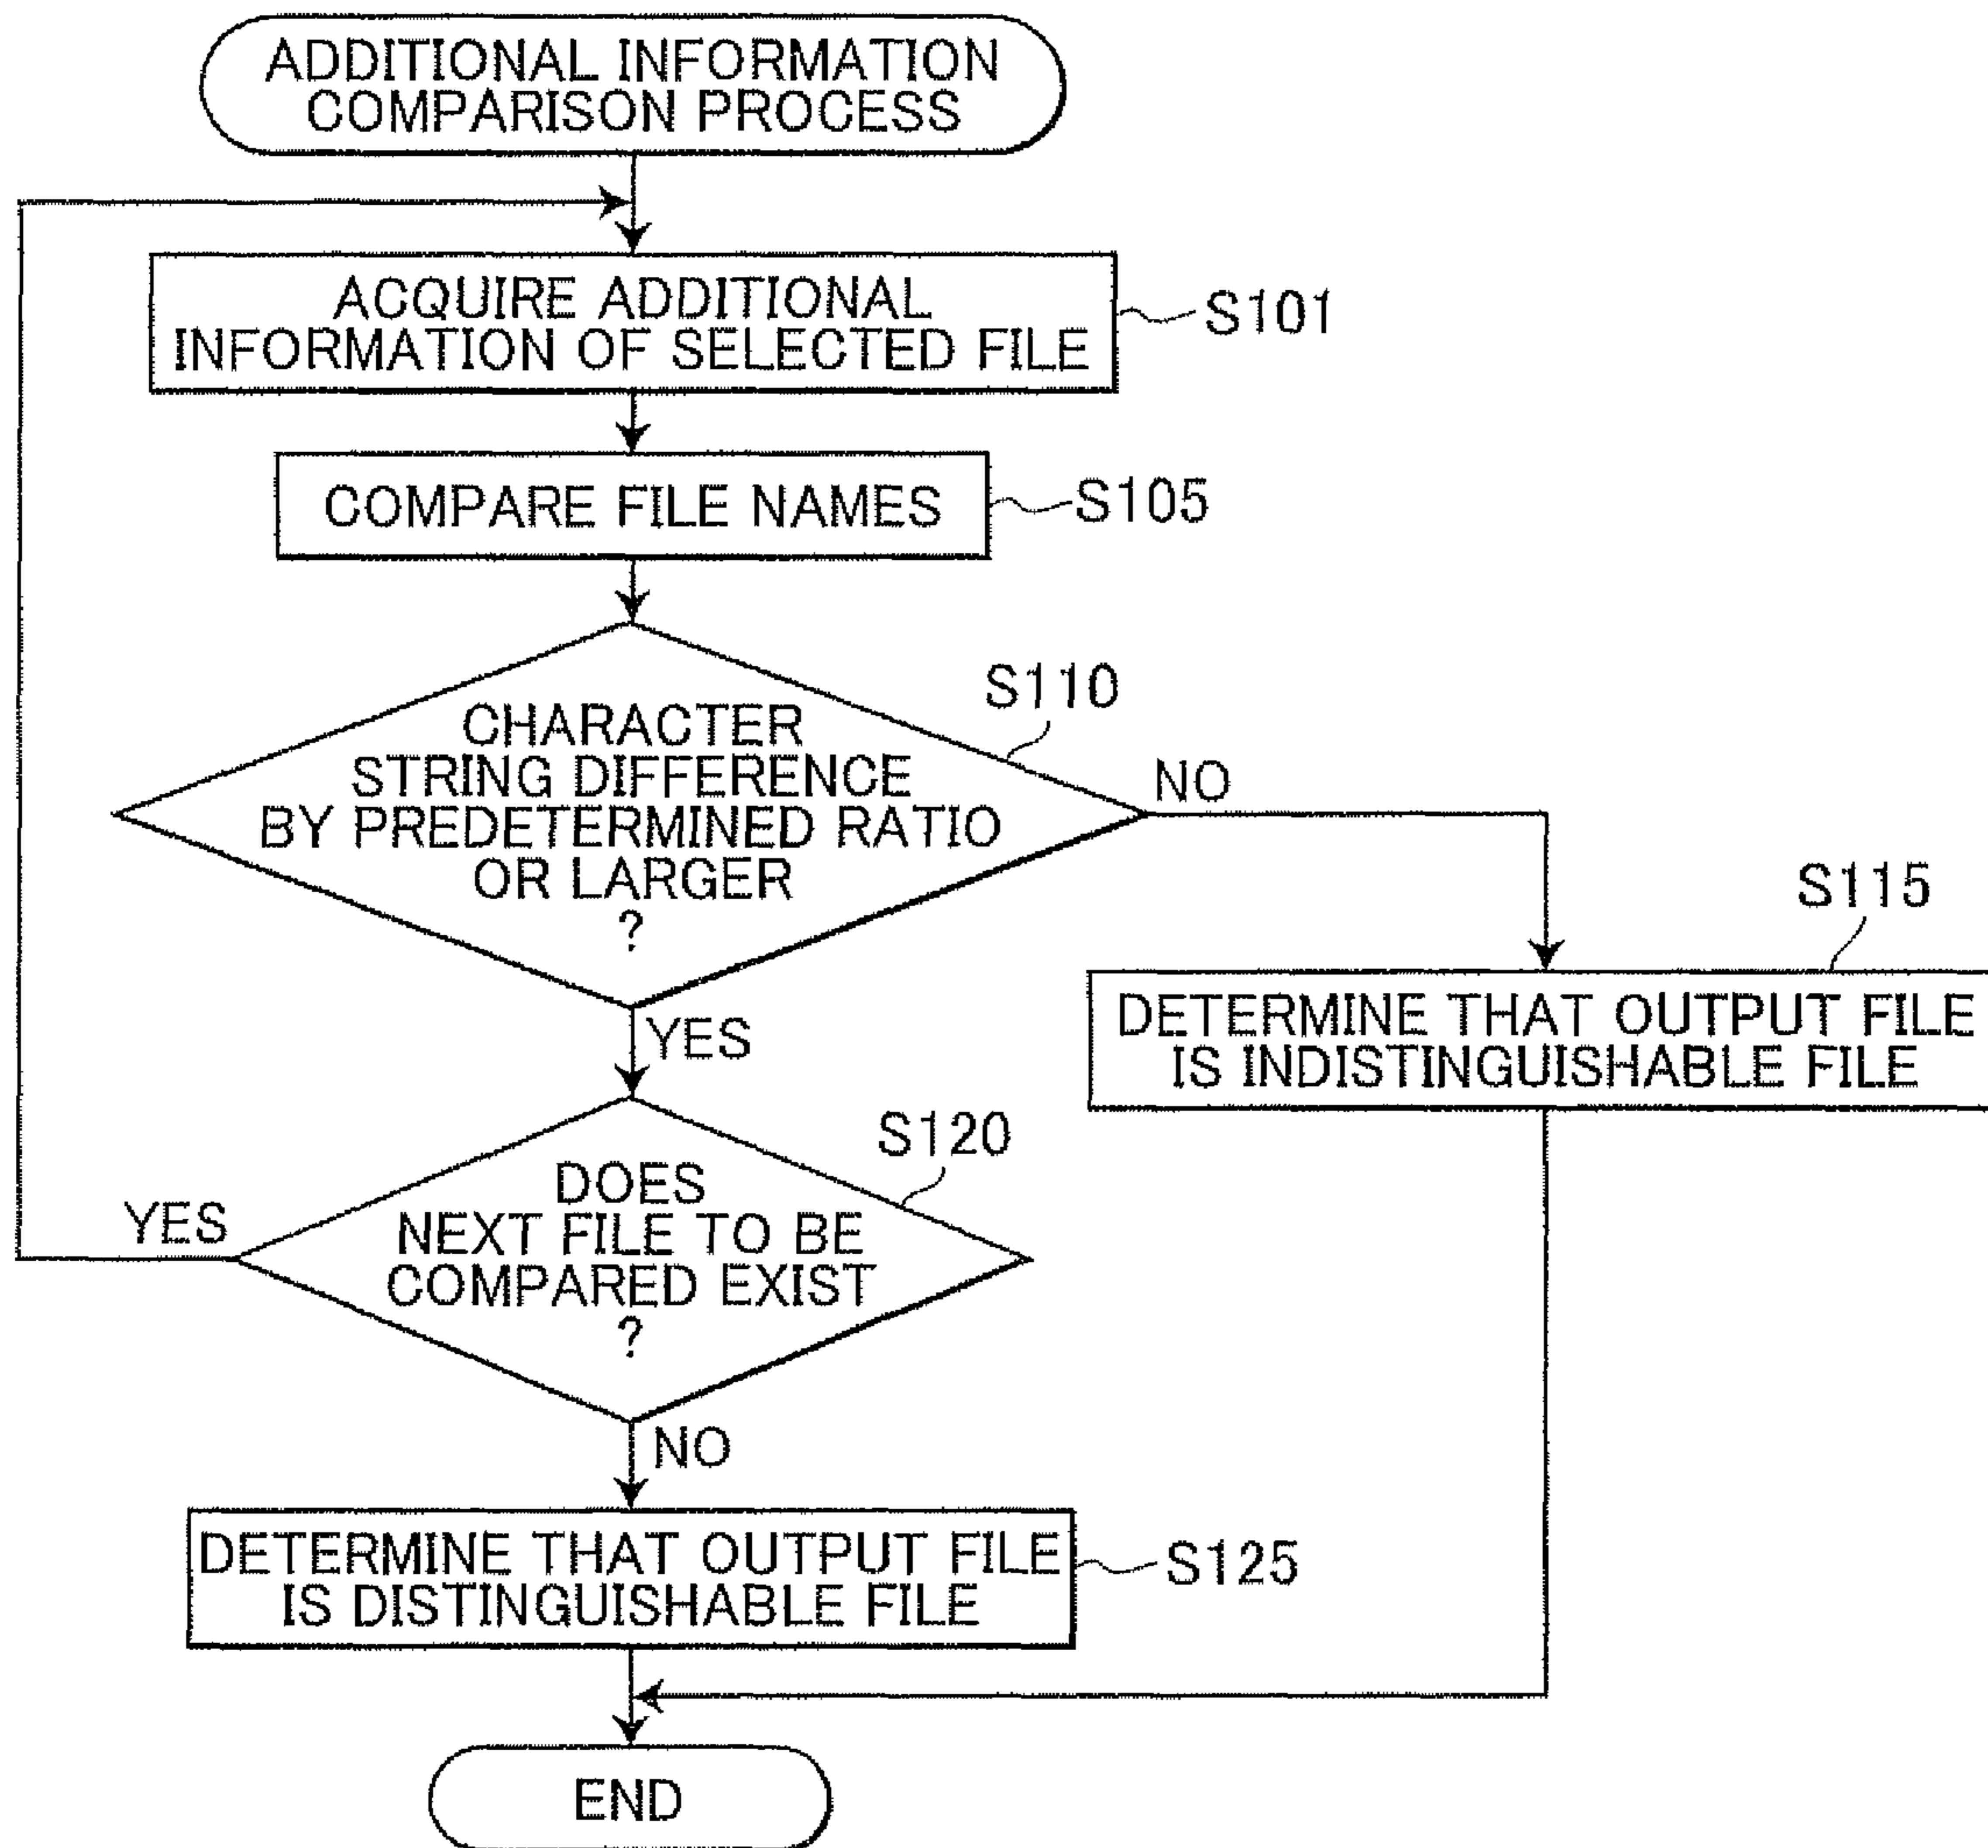 ADDITIONAL INFORMATION
COMPARISON PROCESS
ACQUIRE ADDITIONAL
INFORMATION OF SELECTED FILE
S101
COMPARE FILE NAMES
S105
S110
CHARACTER
STRING DIFFERENCE
BY PREDETERMINED RATIO
OR LARGER
?
NO
S115
DETERMINE THAT OUTPUT FILE
IS INDISTINGUISHABLE FILE
YES
S120
DOES
NEXT FILE TO BE
COMPARED EXIST
?
YES
NO
DETERMINE THAT OUTPUT FILE
IS DISTINGUISHABLE FILE
S125
END